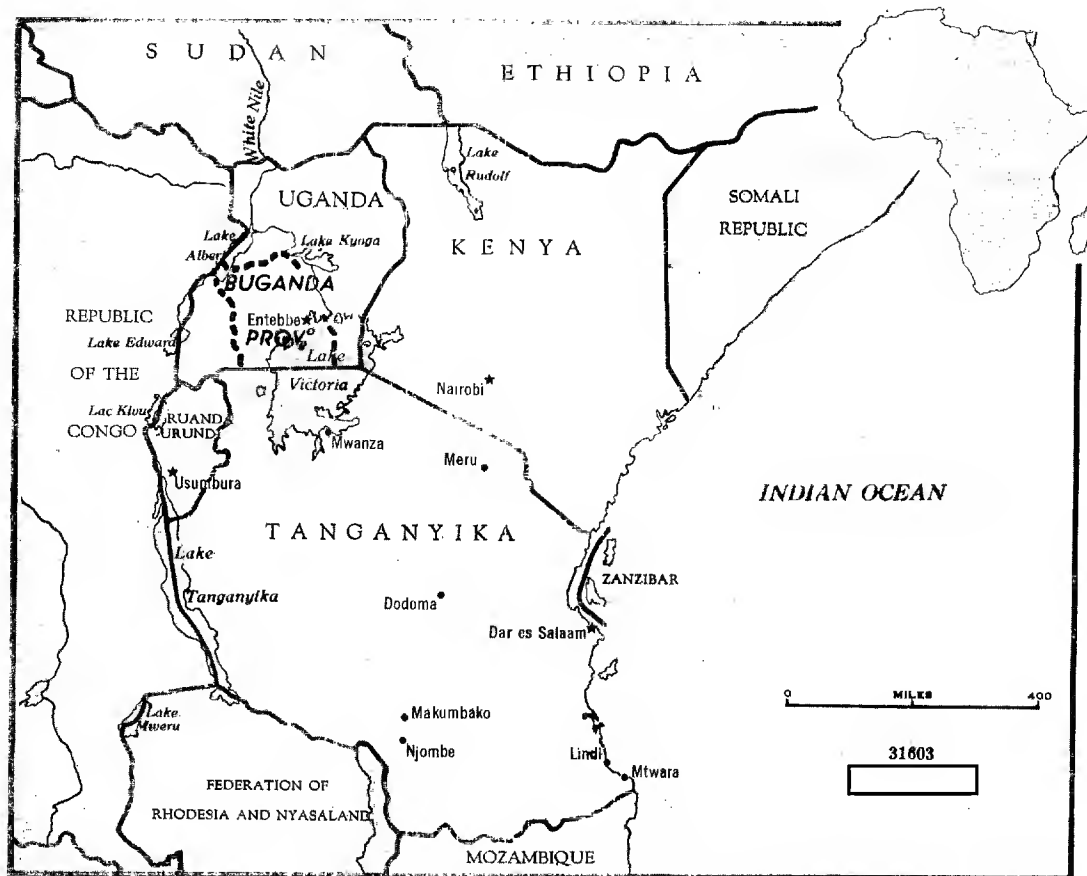 SUDAN
ETHIOPIA
White Nile
Lake
Rudolf
UGANDA
SOMALI
REPUBLIC
KENYA
Lake
Albert
Lake Kyoga
BUGANDA
PROV.
Entebbe
REPUBLIC
OF THE
CONGO
Lake Edward
Lake
Victoria
Nairobi
Lac Kivu
RUANDA
URUNDI
Mwanza
Meru
Usumbura
INDIAN OCEAN
TANGANYIKA
Lake
Tanganyika
ZANZIBAR
Dodoma
Dar es Salaam
0 MILES 400
Lake
Mweru
Makumbako
Njombe
Lindi
Mtwara
31603
FEDERATION OF
RHODESIA AND NYASALAND
MOZAMBIQUE